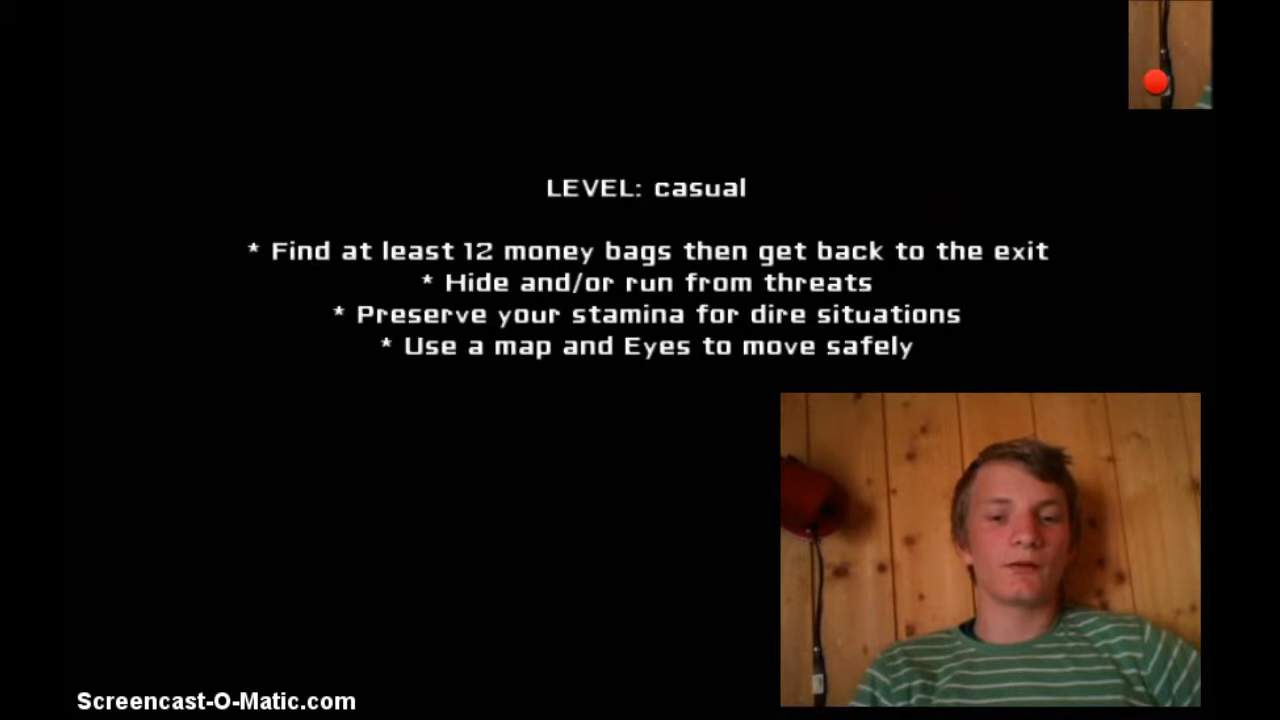 LEVEL: casual
* Find at least 12 money bags then get back to the exit
* Hide and/or run from threats
* Preserve your stamina for dire situations
* Use a map and Eyes to move safely
Screencast-O-Matic.com